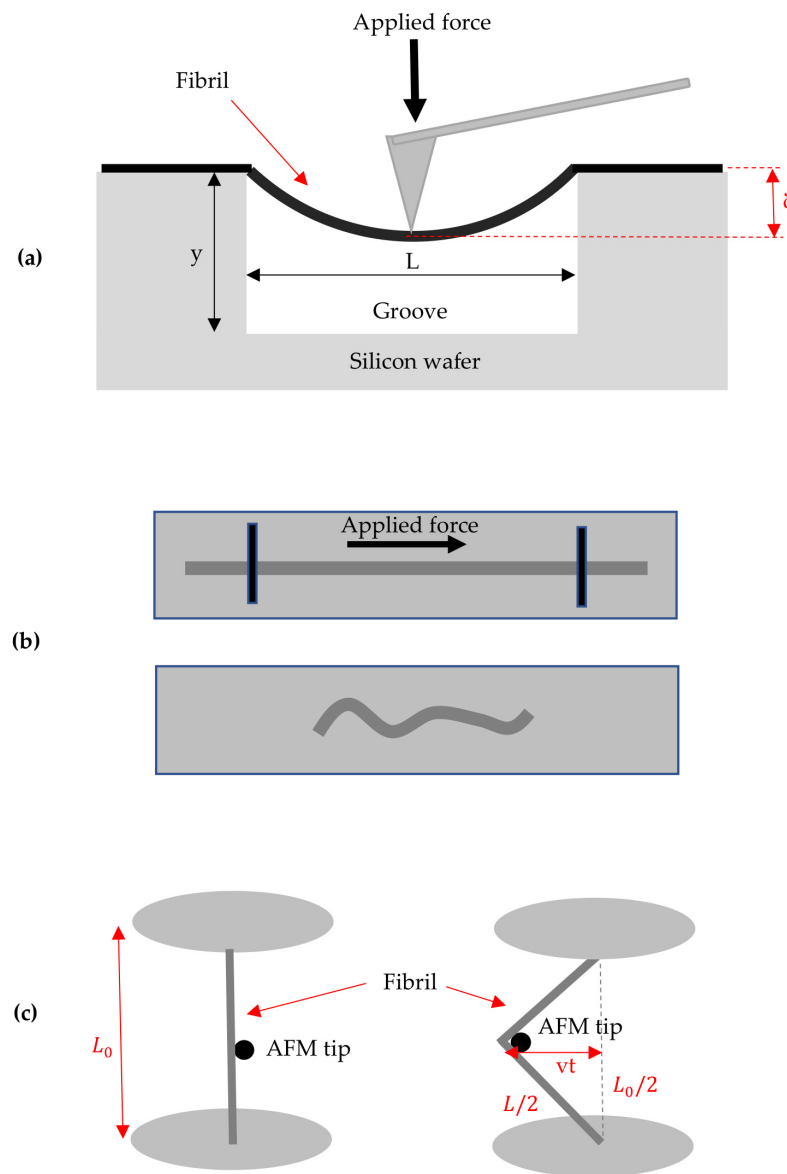 Applied force
Fibril
δ
(a)
y
L
Groove
Silicon wafer
Applied force
(b)
Fibril
(c)
AFM tip
AFM tip
L₀
vt
L₀/2
L/2